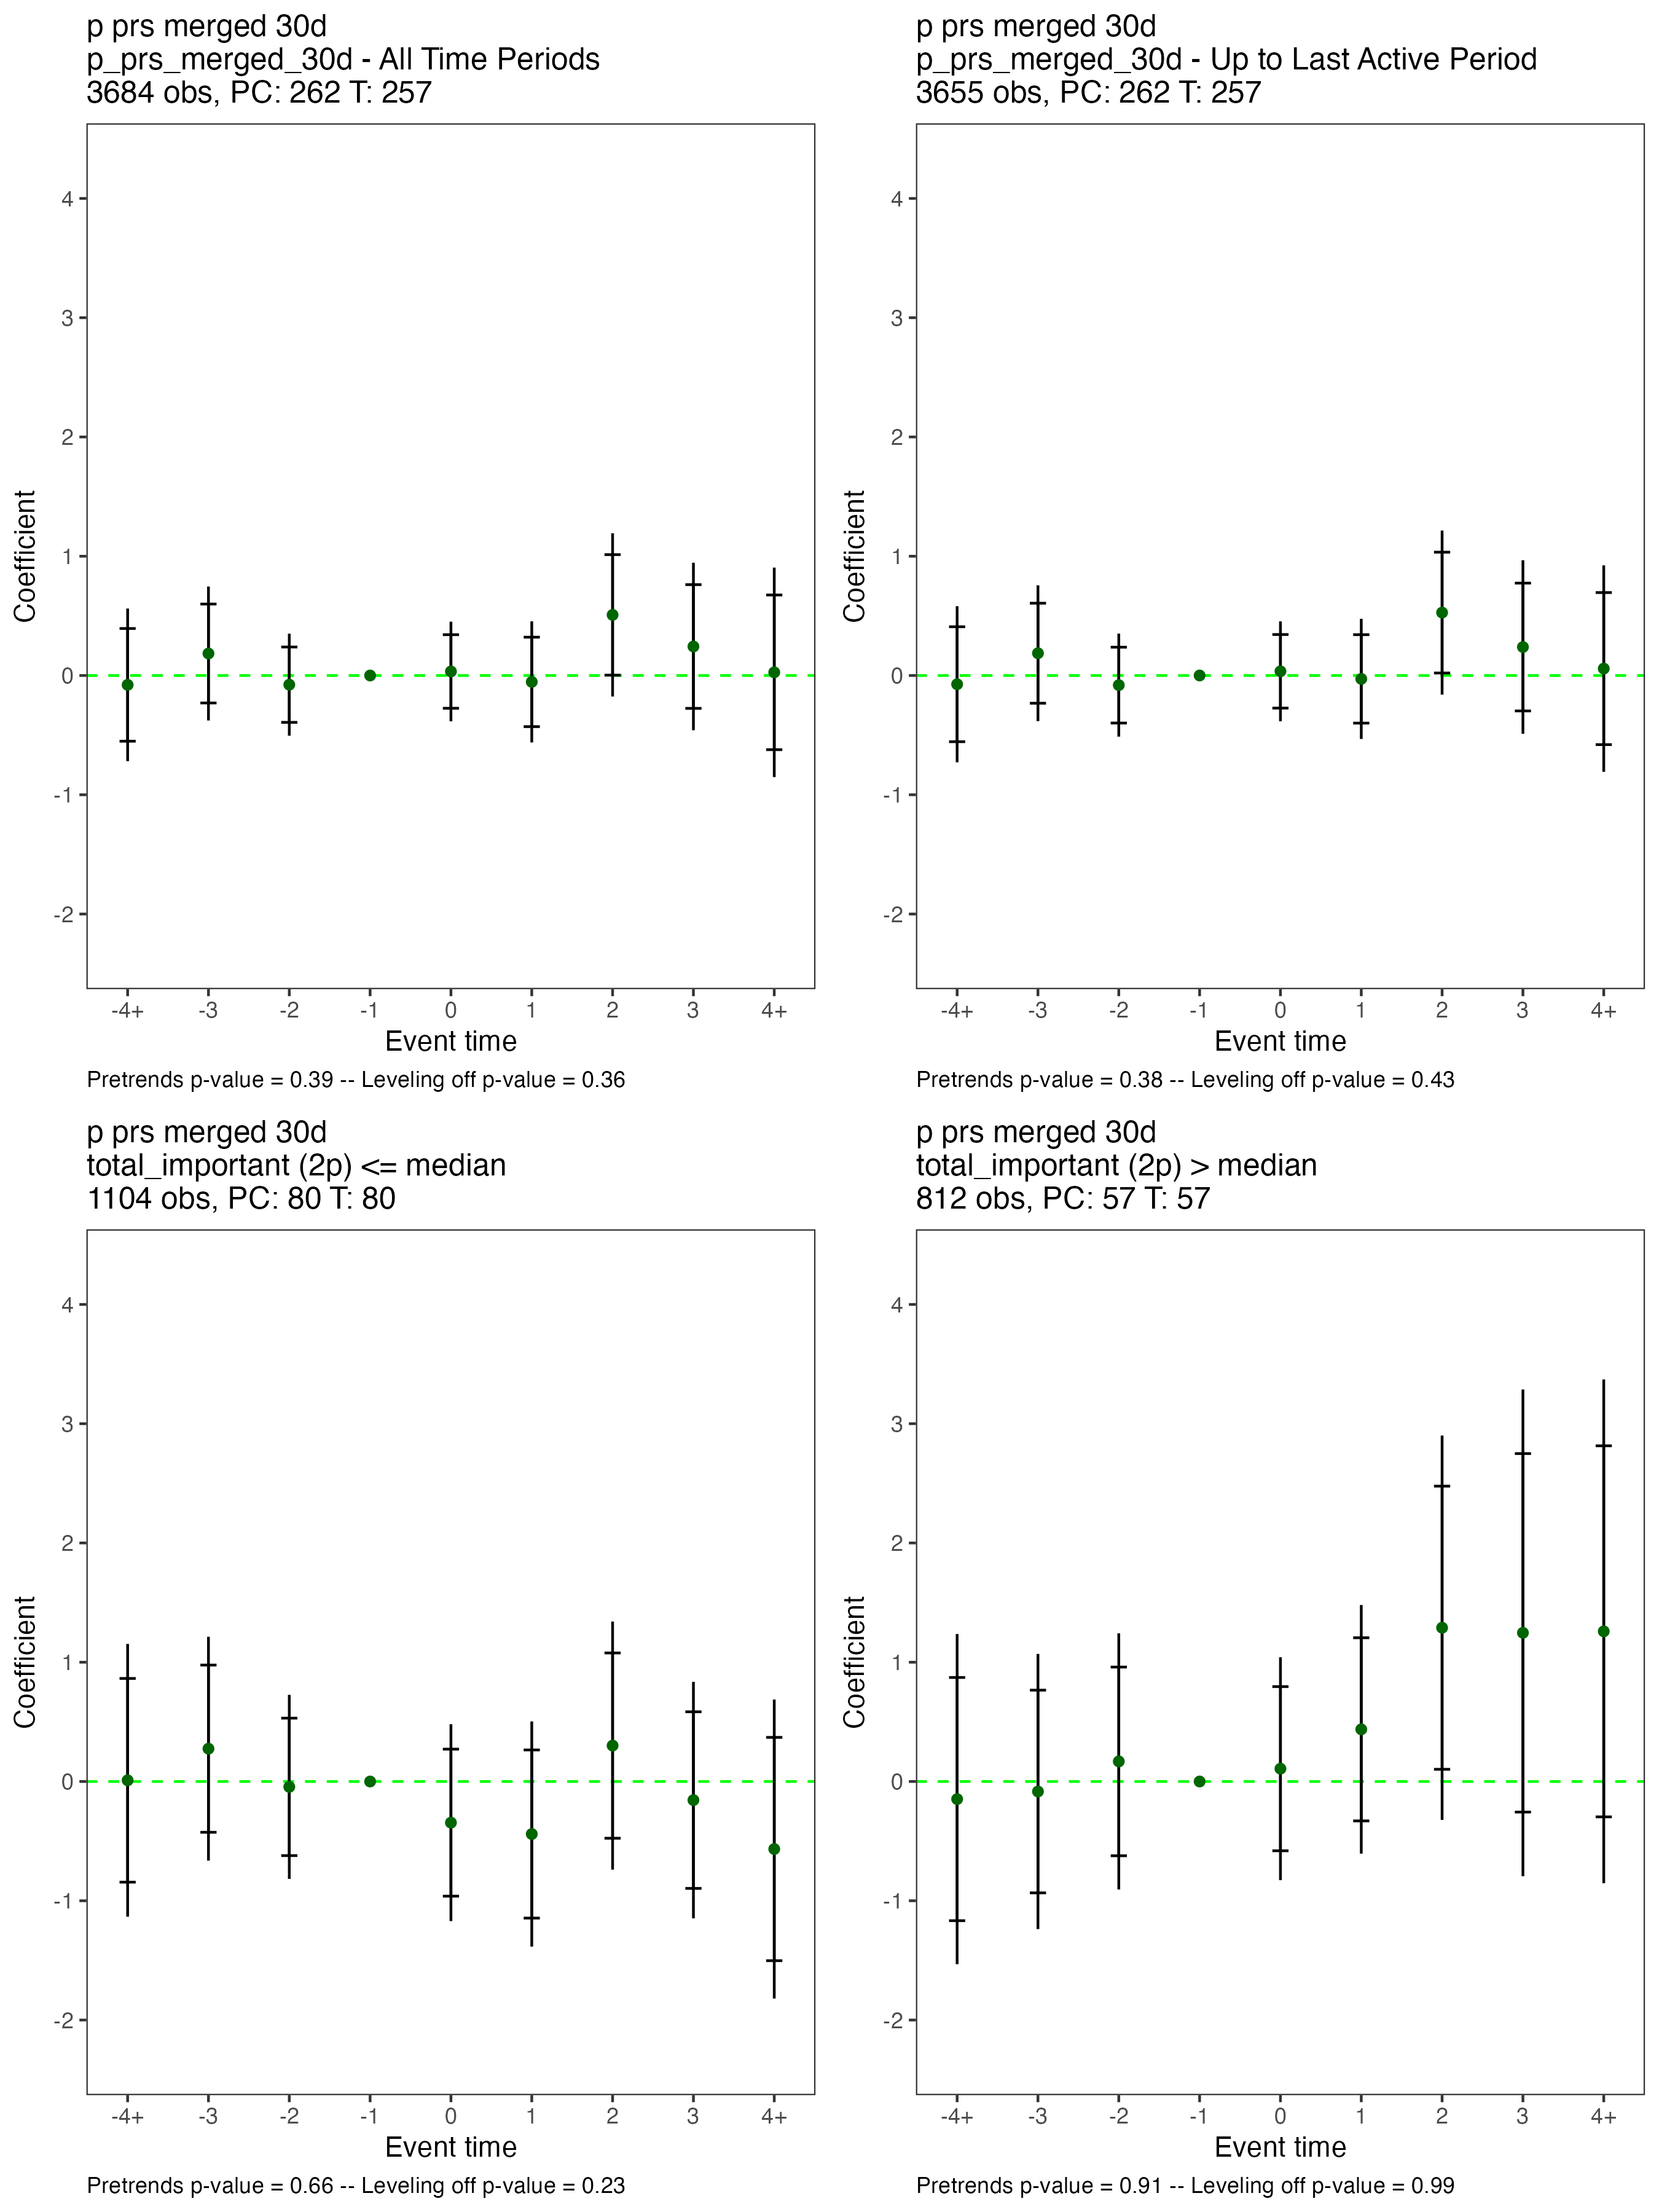 p prs merged 30d
p_prs_merged_30d - All Time Periods
3684 obs, PC: 262 T: 257
Coefficient
4
3
2
1
0
-1
-2
-4+ -3 -2 -1 0 1 2 3 4+
Event time
Pretrends p-value = 0.39 -- Leveling off p-value = 0.36
p prs merged 30d
p_prs_merged_30d - Up to Last Active Period
3655 obs, PC: 262 T: 257
Coefficient
4
3
2
1
0
-1
-2
-4+ -3 -2 -1 0 1 2 3 4+
Event time
Pretrends p-value = 0.38 -- Leveling off p-value = 0.43
p prs merged 30d
total_important (2p) <= median
1104 obs, PC: 80 T: 80
Coefficient
4
3
2
1
0
-1
-2
-4+ -3 -2 -1 0 1 2 3 4+
Event time
Pretrends p-value = 0.66 -- Leveling off p-value = 0.23
p prs merged 30d
total_important (2p) > median
812 obs, PC: 57 T: 57
Coefficient
4
3
2
1
0
-1
-2
-4+ -3 -2 -1 0 1 2 3 4+
Event time
Pretrends p-value = 0.91 -- Leveling off p-value = 0.99